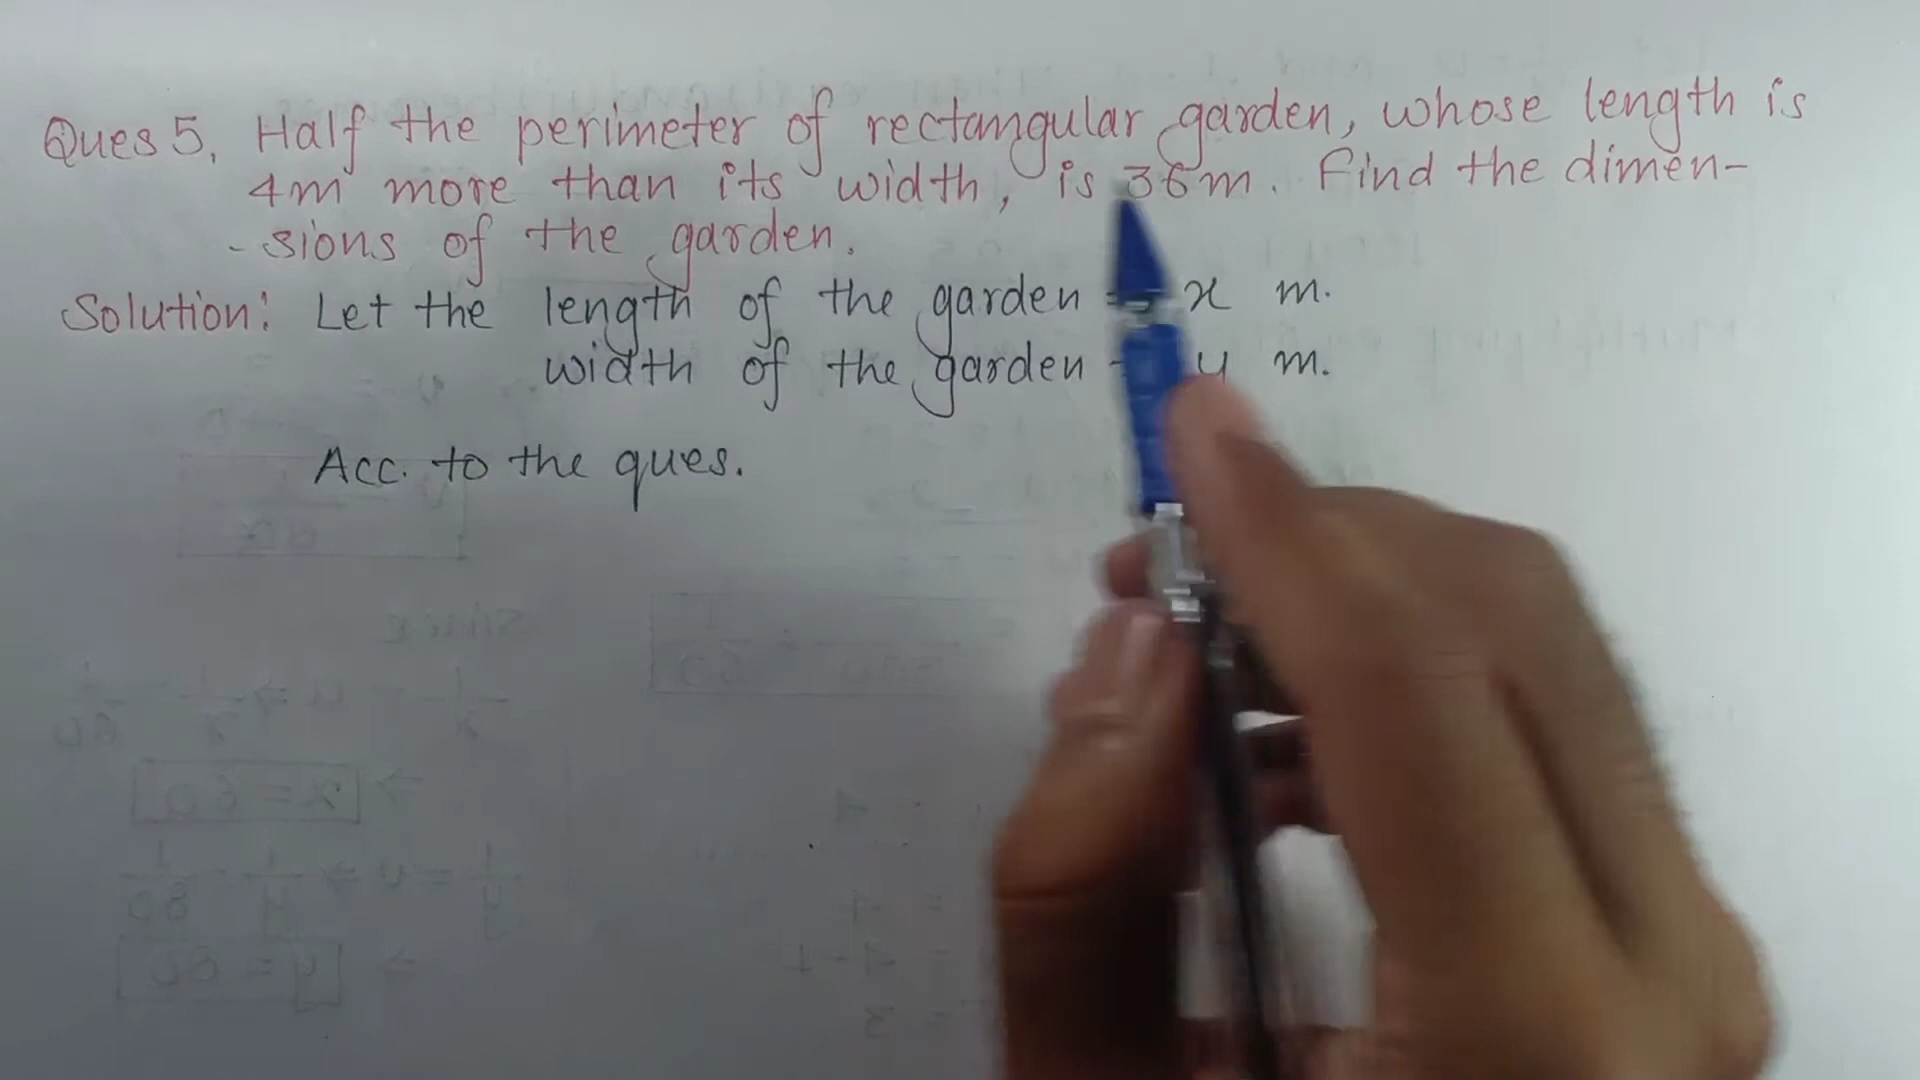 Ques 5. Half the perimeter of rectangular garden, whose length is
4m more than its width, is 36m. Find the dimen-
-sions of the garden.
Solution: Let the length of the garden = x m.
width of the garden = y m.
Acc. to the ques.